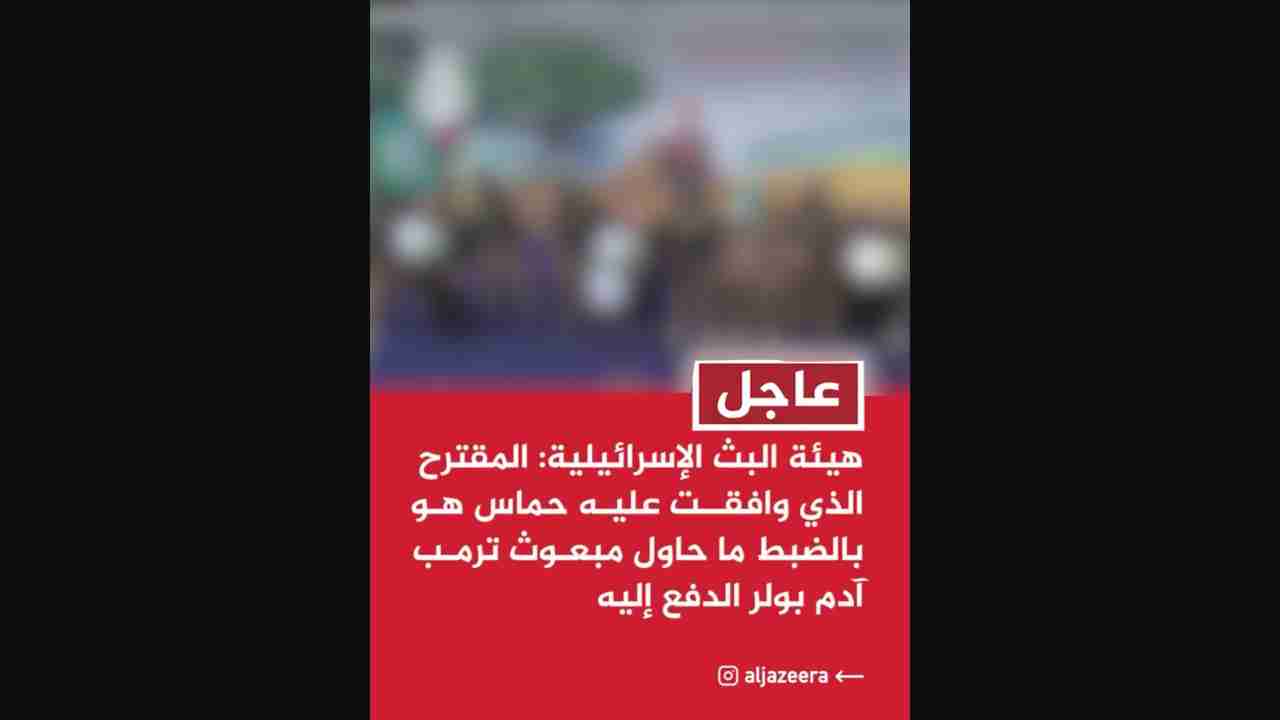 عاجل
هيئة البث الإسرائيلية: المقترح
الذي وافقت عليه حماس هو
بالضبط ما حاول مبعوث ترمب
آدم بولر الدفع إليه
aljazeera